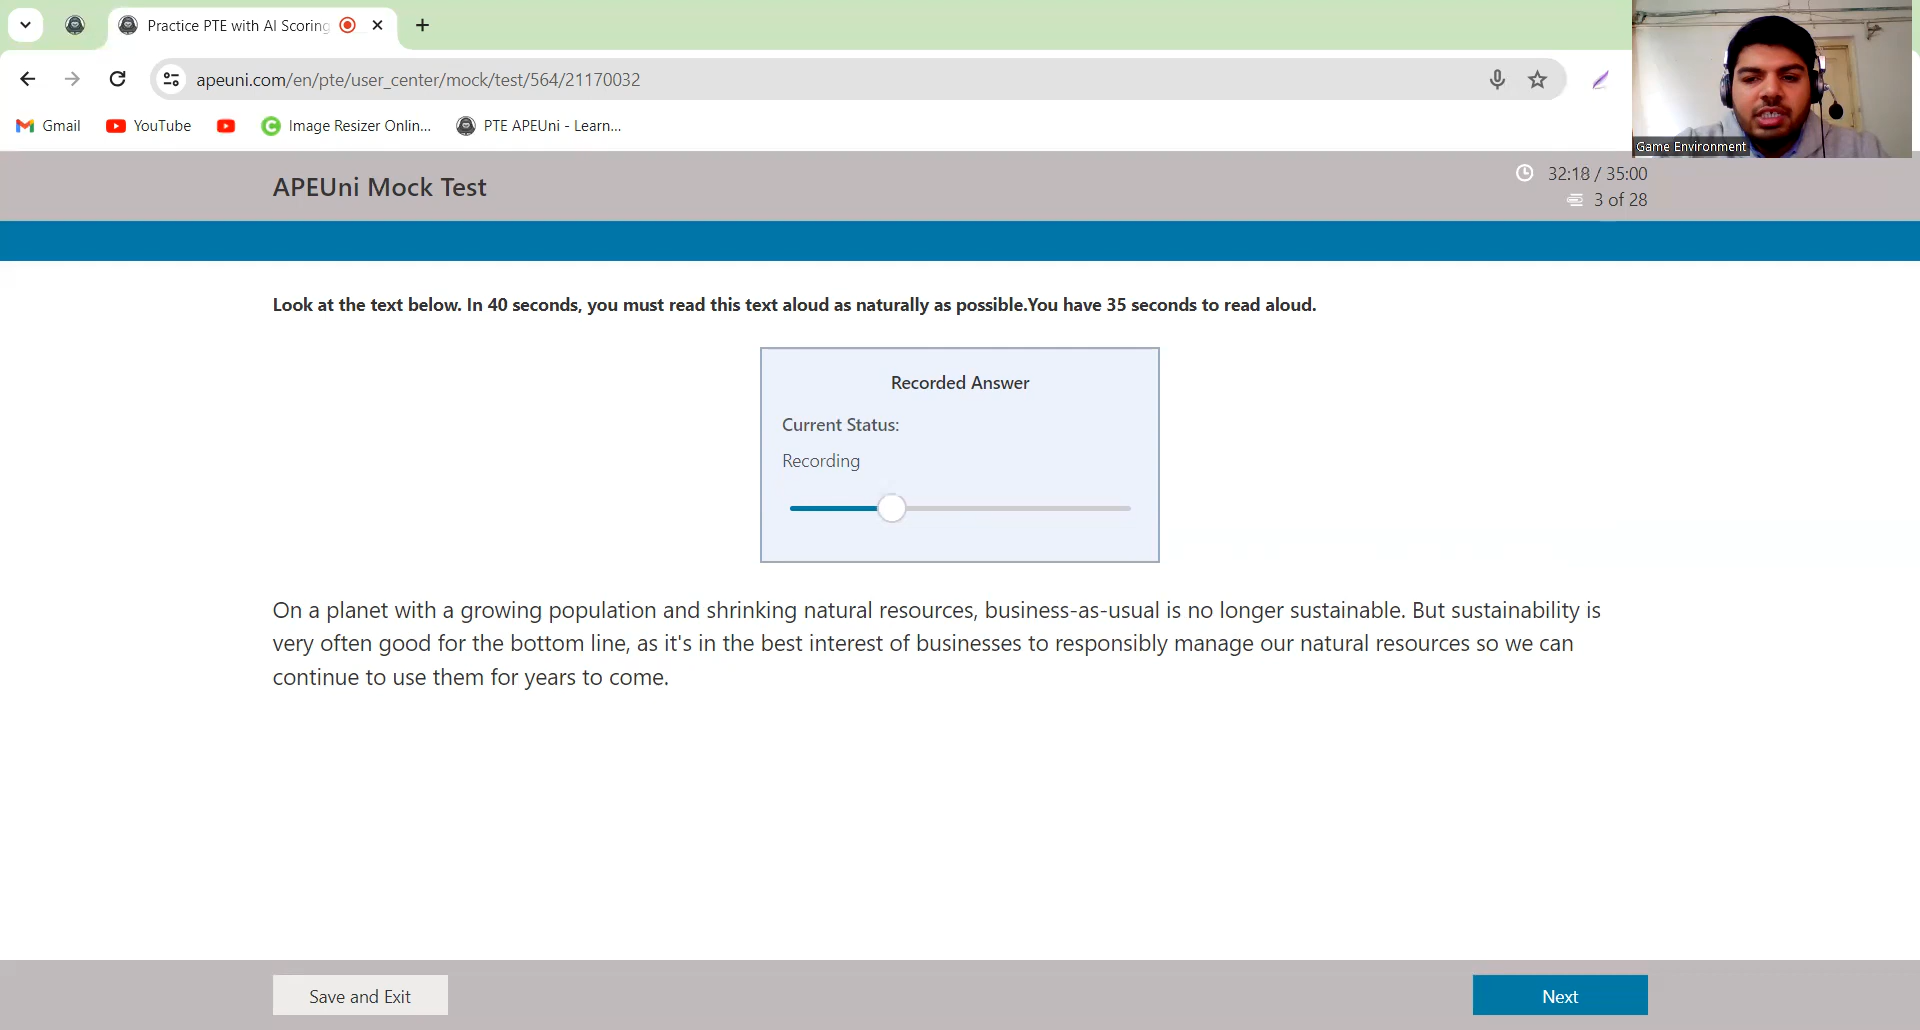 Practice PTE with AI Scoring
apeuni.com/en/pte/user_center/mock/test/564/21170032
Gmail YouTube Image Resizer Onlin... PTE APEUni - Learn...
Game Environment
APEUni Mock Test
32:18 / 35:00
3 of 28
Look at the text below. In 40 seconds, you must read this text aloud as naturally as possible.You have 35 seconds to read aloud.
Recorded Answer
Current Status:
Recording
On a planet with a growing population and shrinking natural resources, business-as-usual is no longer sustainable. But sustainability is
very often good for the bottom line, as it's in the best interest of businesses to responsibly manage our natural resources so we can
continue to use them for years to come.
Save and Exit
Next